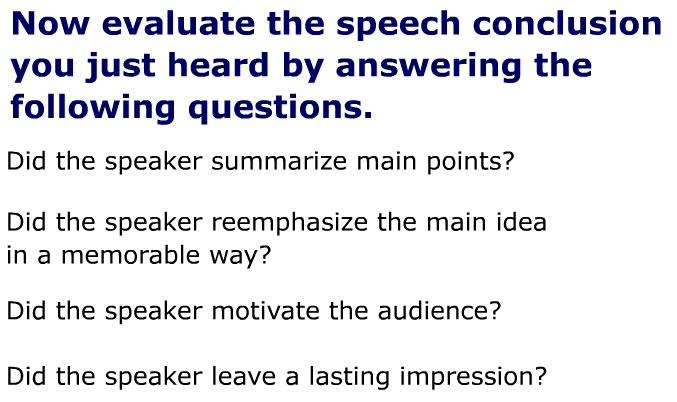 Now evaluate the speech conclusion
you just heard by answering the
following questions.
Did the speaker summarize main points?
Did the speaker reemphasize the main idea
in a memorable way?
Did the speaker motivate the audience?
Did the speaker leave a lasting impression?